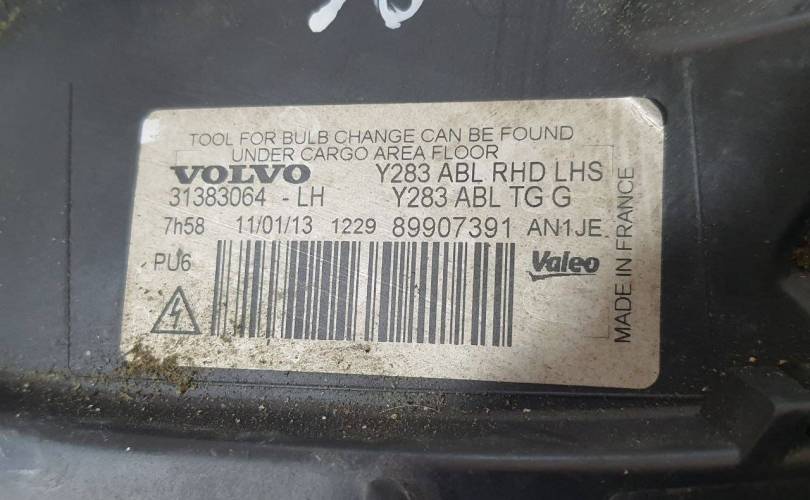 TOOL FOR BULB CHANGE CAN BE FOUND
UNDER CARGO AREA FLOOR
VOLVO Y283 ABL RHD LHS
31383064 - LH Y283 ABL TG G
7h58 11/01/13 1229 89907391 AN1JE
PU6
Valeo
MADE IN FRANCE